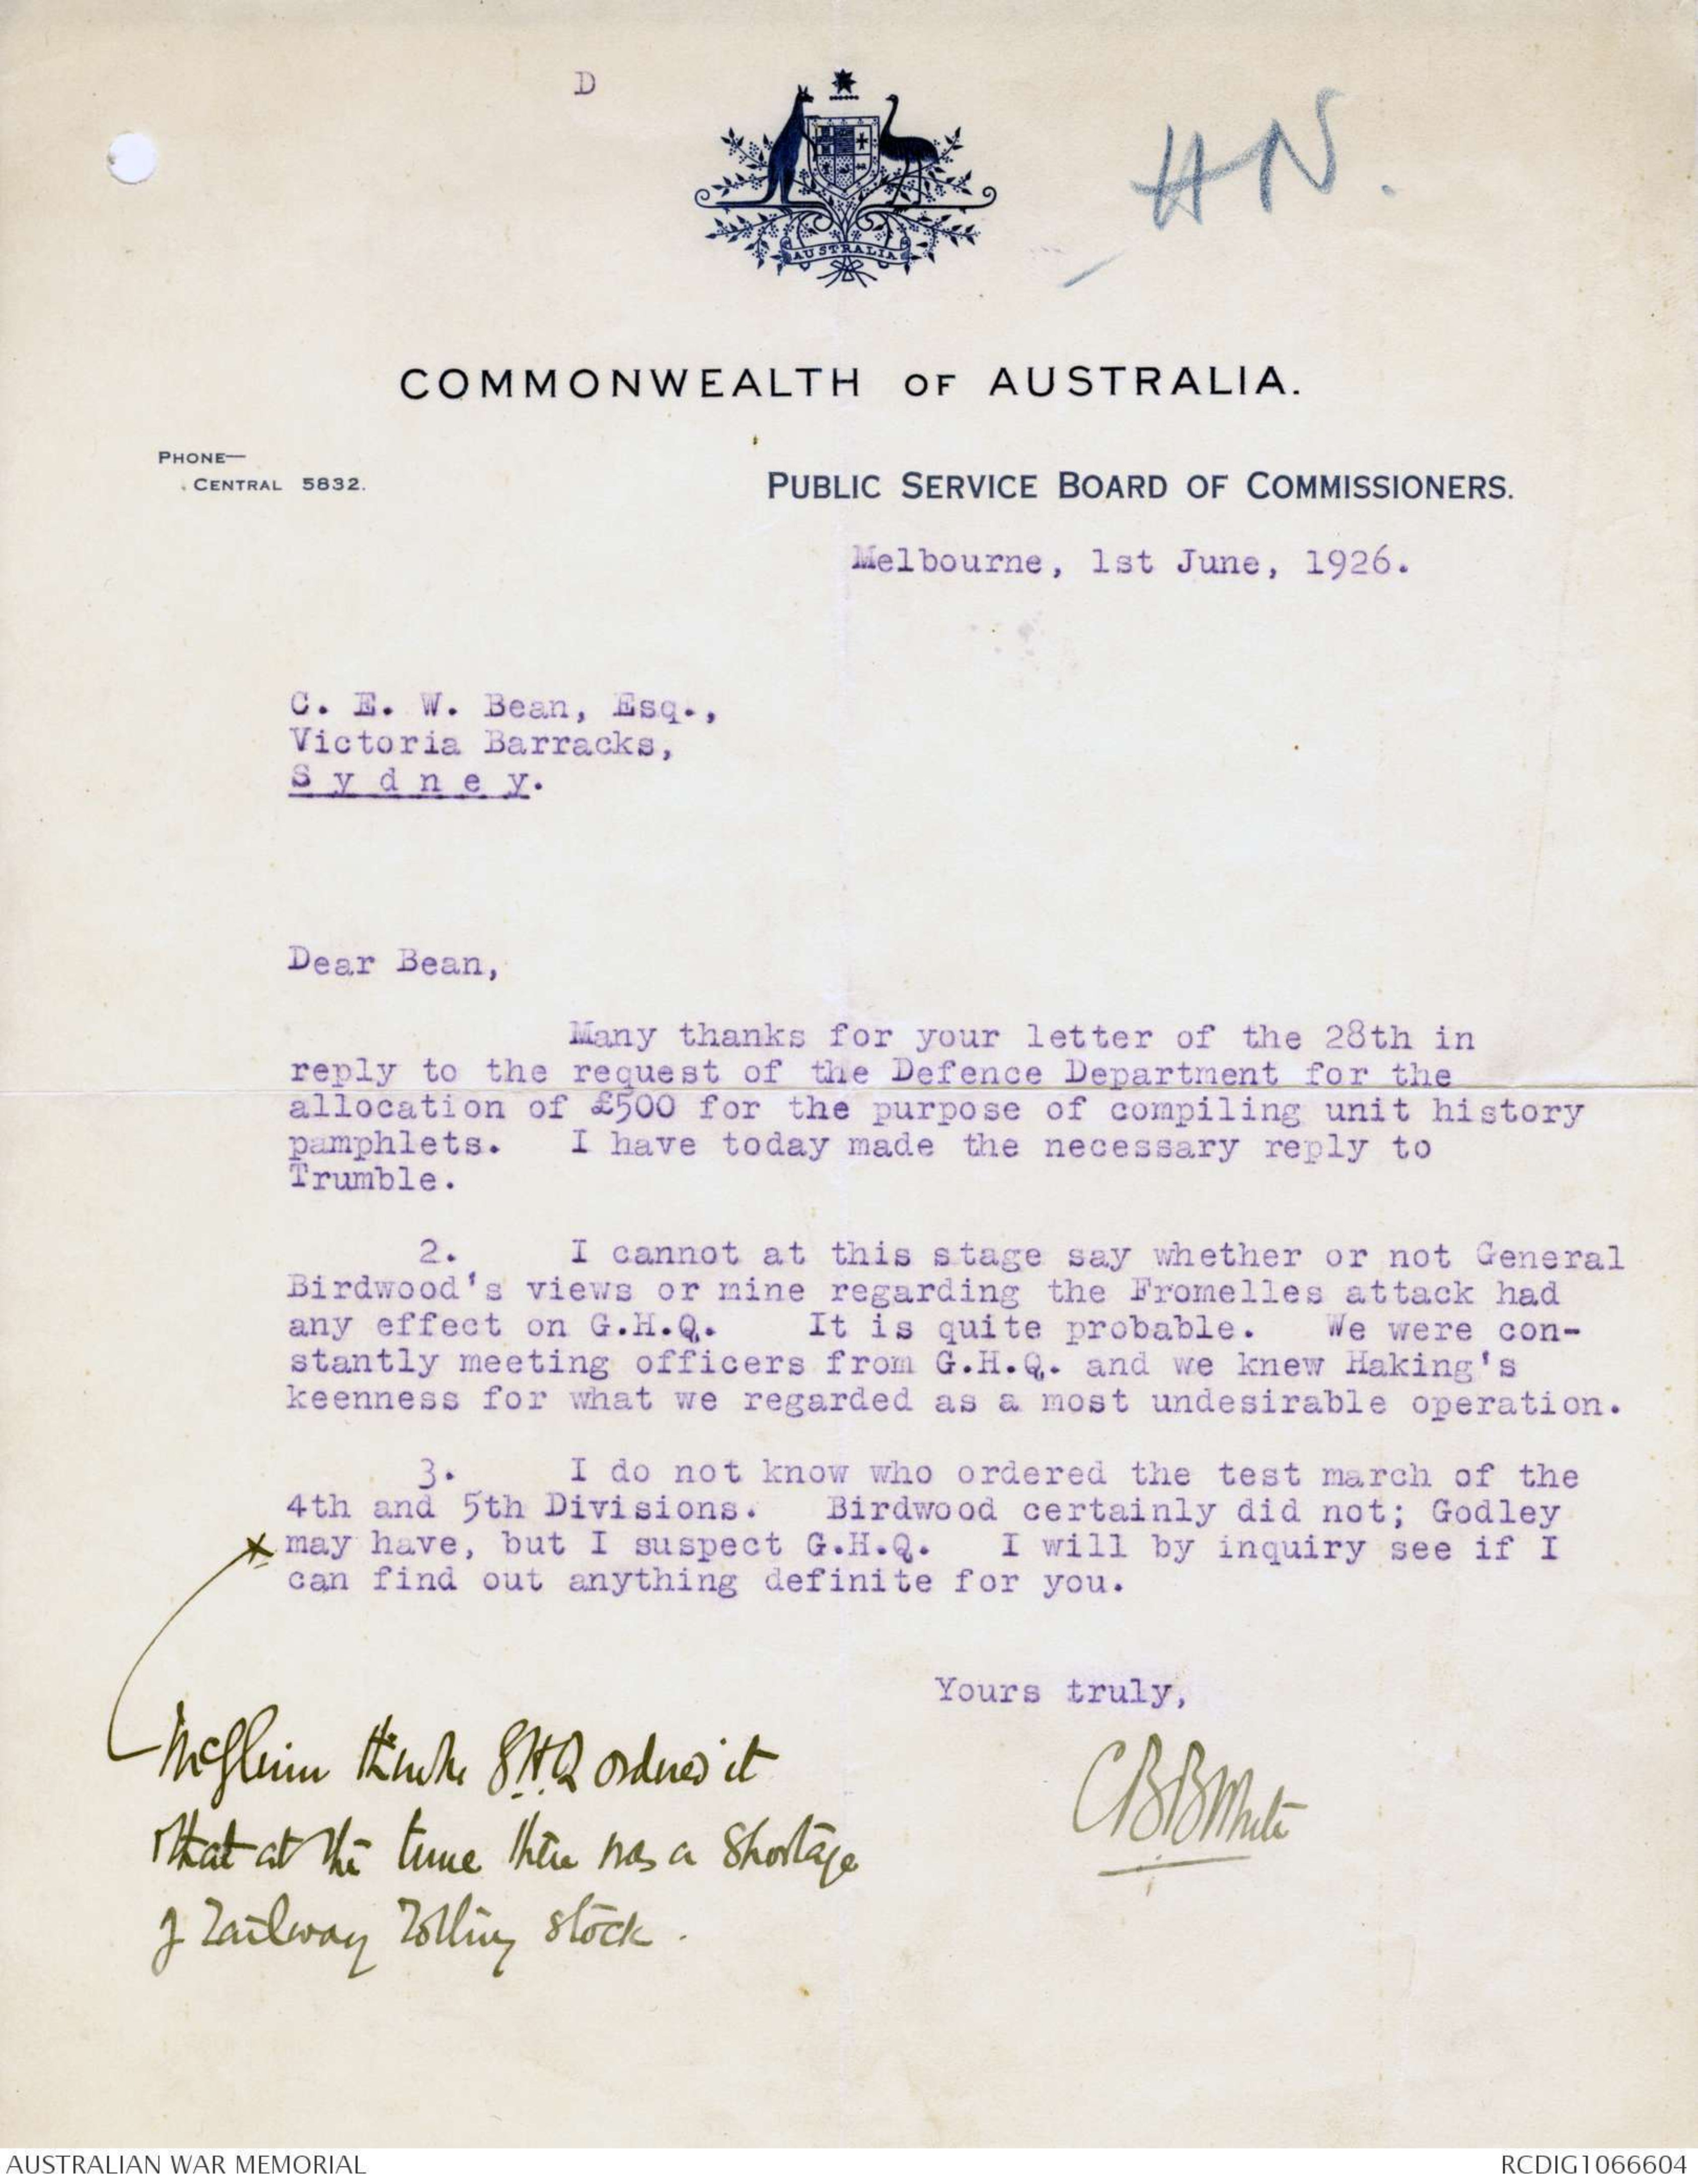 D
HN.
AUSTRALIA
COMMONWEALTH OF AUSTRALIA.
PHONE—
CENTRAL 5832.
PUBLIC SERVICE BOARD OF COMMISSIONERS.
Melbourne, 1st June, 1926.
C. E. W. Bean, Esq.,
Victoria Barracks,
Sydney.
Dear Bean,
Many thanks for your letter of the 28th in
reply to the request of the Defence Department for the
allocation of £500 for the purpose of compiling unit history
pamphlets. I have today made the necessary reply to
Trumble.
2. I cannot at this stage say whether or not General
Birdwood's views or mine regarding the Fromelles attack had
any effect on G.H.Q. It is quite probable. We were con-
stantly meeting officers from G.H.Q. and we knew Haking's
keenness for what we regarded as a most undesirable operation.
3. I do not know who ordered the test march of the
4th and 5th Divisions. Birdwood certainly did not; Godley
may have, but I suspect G.H.Q. I will by inquiry see if I
can find out anything definite for you.
Yours truly,
CBBWhite
McGlinn thinks GHQ ordered it
that at the time there was a shortage
of railway rolling stock.
AUSTRALIAN WAR MEMORIAL
RCDIG1066604